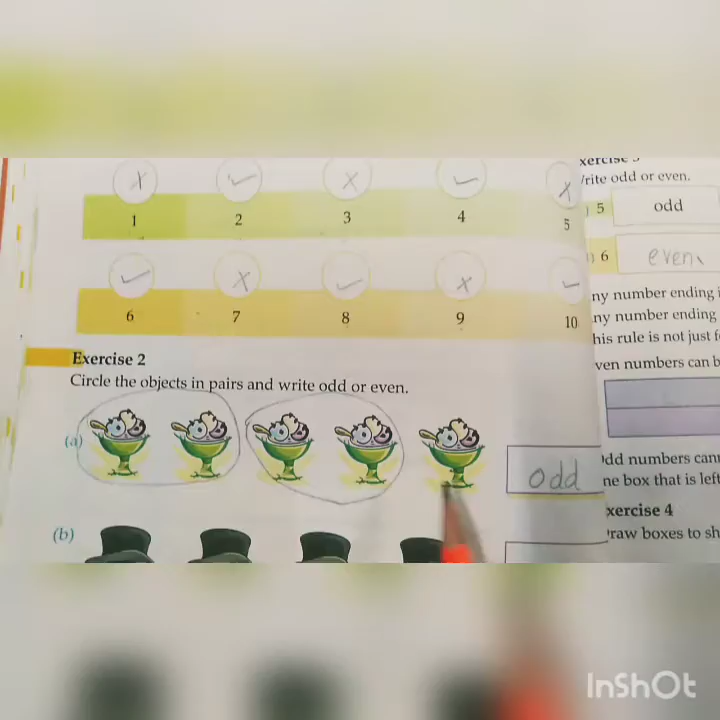 1 2 3 4 5
6 7 8 9 10
Exercise 2
Circle the objects in pairs and write odd or even.
(a)
odd
(b)
Write odd or even.
5 odd
6 even
ny number ending
ny number ending
his rule is not just
ven numbers can b
dd numbers can
ne box that is left
xercise 4
raw boxes to sh
InShOt